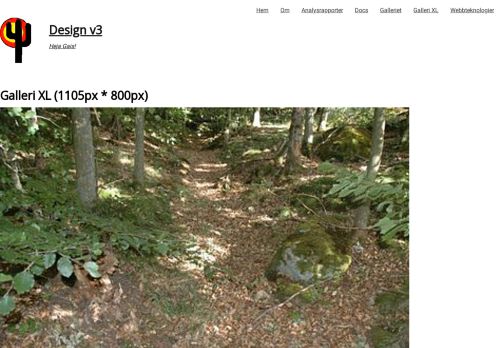 Hem Om Analysrapporter Docs Galleriet Galleri XL Webbteknologier
Design v3
Heja Gais!
Galleri XL (1105px * 800px)